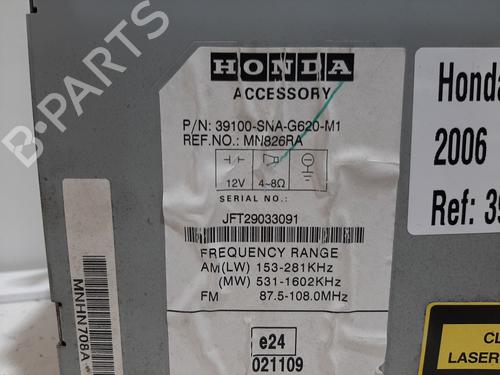 HONDA
ACCESSORY
P/N: 39100-SNA-G620-M1
REF.NO.: MN826RA
12V 4~8Ω
SERIAL NO.:
JFT29033091
FREQUENCY RANGE
AM(LW) 153-281KHz
(MW) 531-1602KHz
FM 87.5-108.0MHz
e24
021109
MNHN708A
Honda
2006
Ref: 39
CL
LASER
B-PARTS